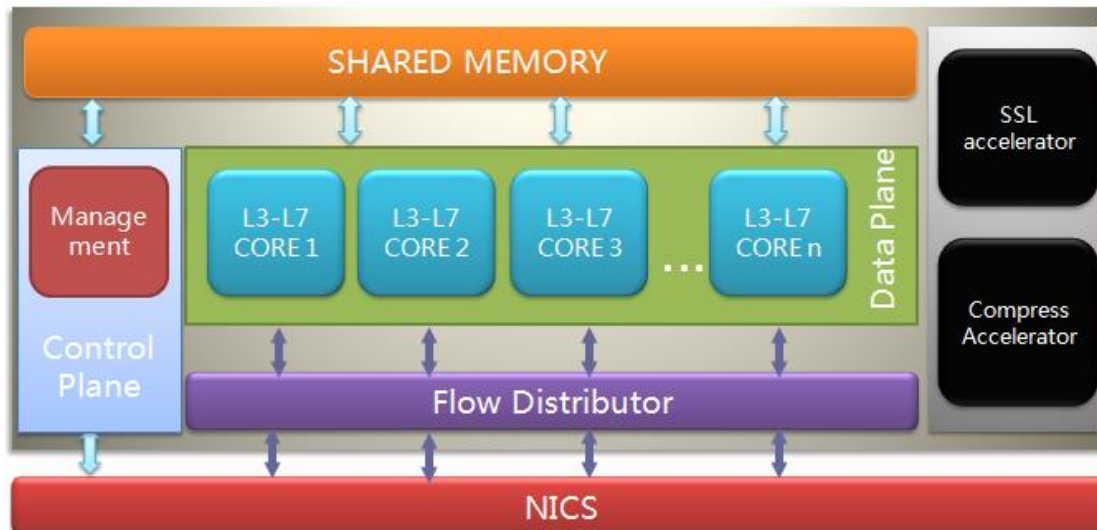 SHARED MEMORY
SSL
accelerator
Manage
ment
L3-L7
CORE 1
L3-L7
CORE 2
L3-L7
CORE 3
...
L3-L7
CORE n
Data Plane
Control
Plane
Compress
Accelerator
Flow Distributor
NICS